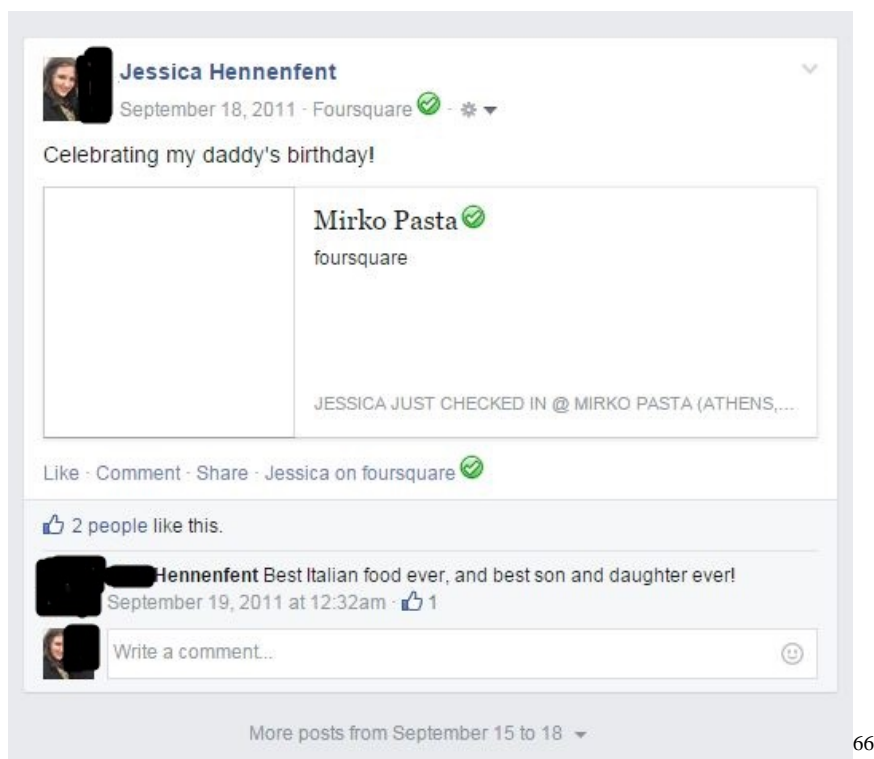 Jessica Hennenfent
September 18, 2011 · Foursquare ·
Celebrating my daddy's birthday!
Mirko Pasta
foursquare
JESSICA JUST CHECKED IN @ MIRKO PASTA (ATHENS,...
Like · Comment · Share · Jessica on foursquare
2 people like this.
Hennenfent Best Italian food ever, and best son and daughter ever!
September 19, 2011 at 12:32am · 1
Write a comment...
More posts from September 15 to 18
66